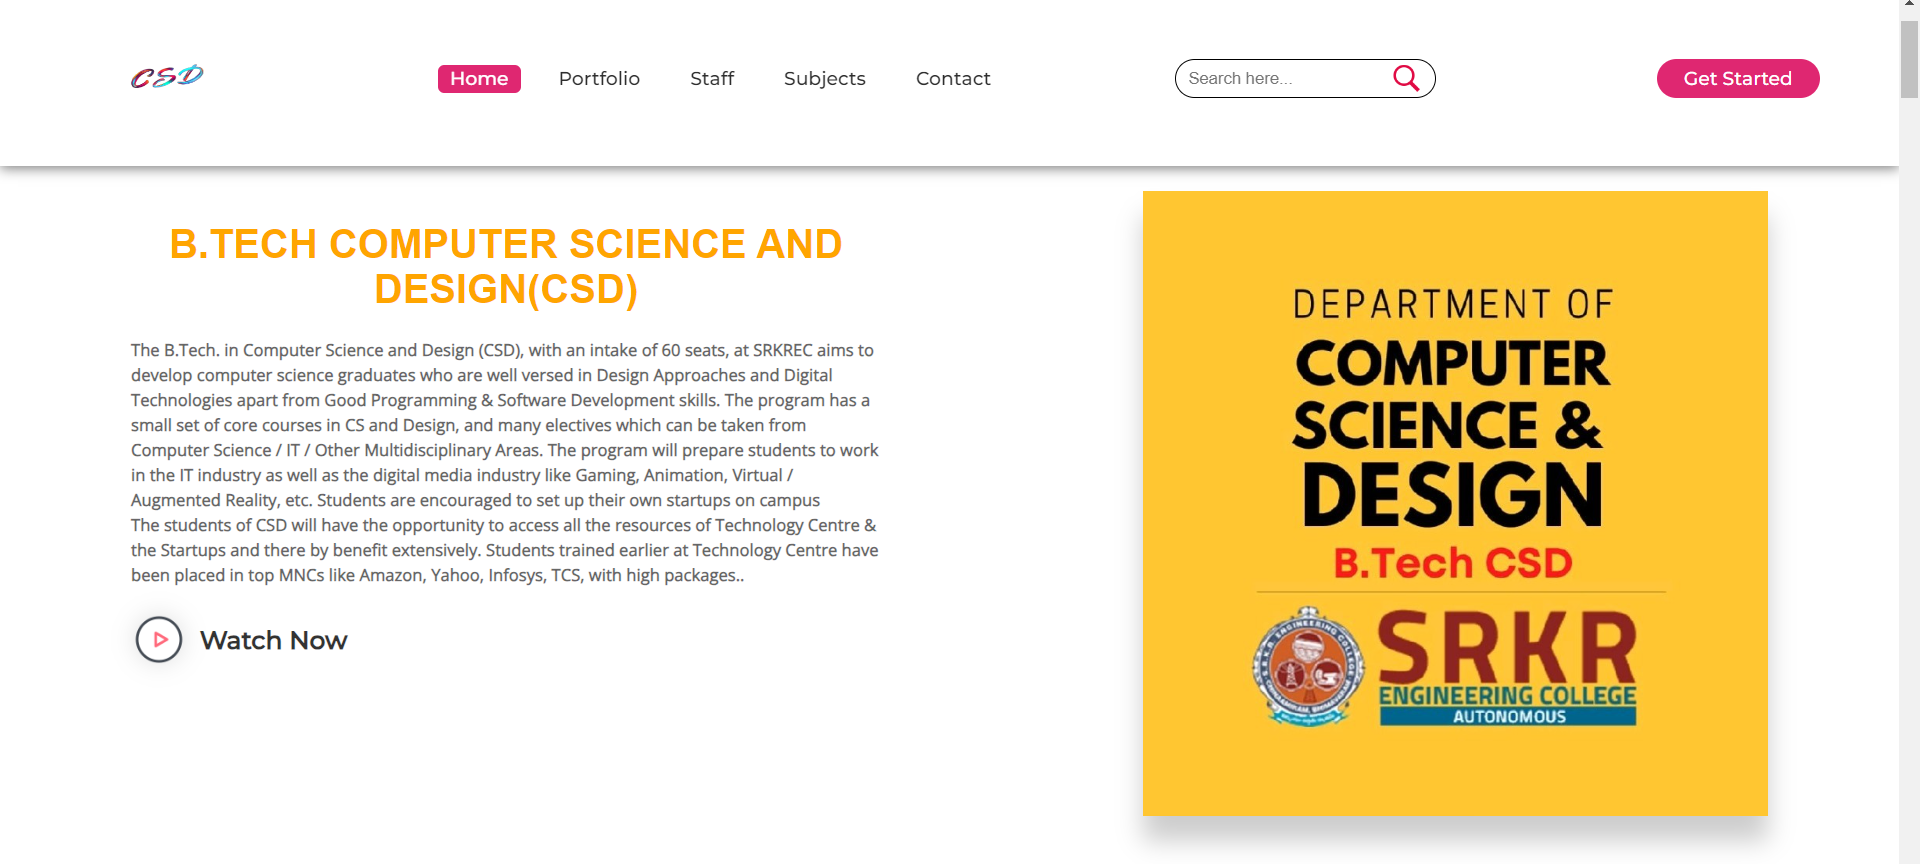 CSD
Home
Portfolio
Staff
Subjects
Contact
Search here...
Get Started
B.TECH COMPUTER SCIENCE AND
DESIGN(CSD)
The B.Tech. in Computer Science and Design (CSD), with an intake of 60 seats, at SRKREC aims to
develop computer science graduates who are well versed in Design Approaches and Digital
Technologies apart from Good Programming & Software Development skills. The program has a
small set of core courses in CS and Design, and many electives which can be taken from
Computer Science / IT / Other Multidisciplinary Areas. The program will prepare students to work
in the IT industry as well as the digital media industry like Gaming, Animation, Virtual /
Augmented Reality, etc. Students are encouraged to set up their own startups on campus
The students of CSD will have the opportunity to access all the resources of Technology Centre &
the Startups and there by benefit extensively. Students trained earlier at Technology Centre have
been placed in top MNCs like Amazon, Yahoo, Infosys, TCS, with high packages..
Watch Now
DEPARTMENT OF
COMPUTER
SCIENCE &
DESIGN
B.Tech CSD
SRKR
ENGINEERING COLLEGE
AUTONOMOUS